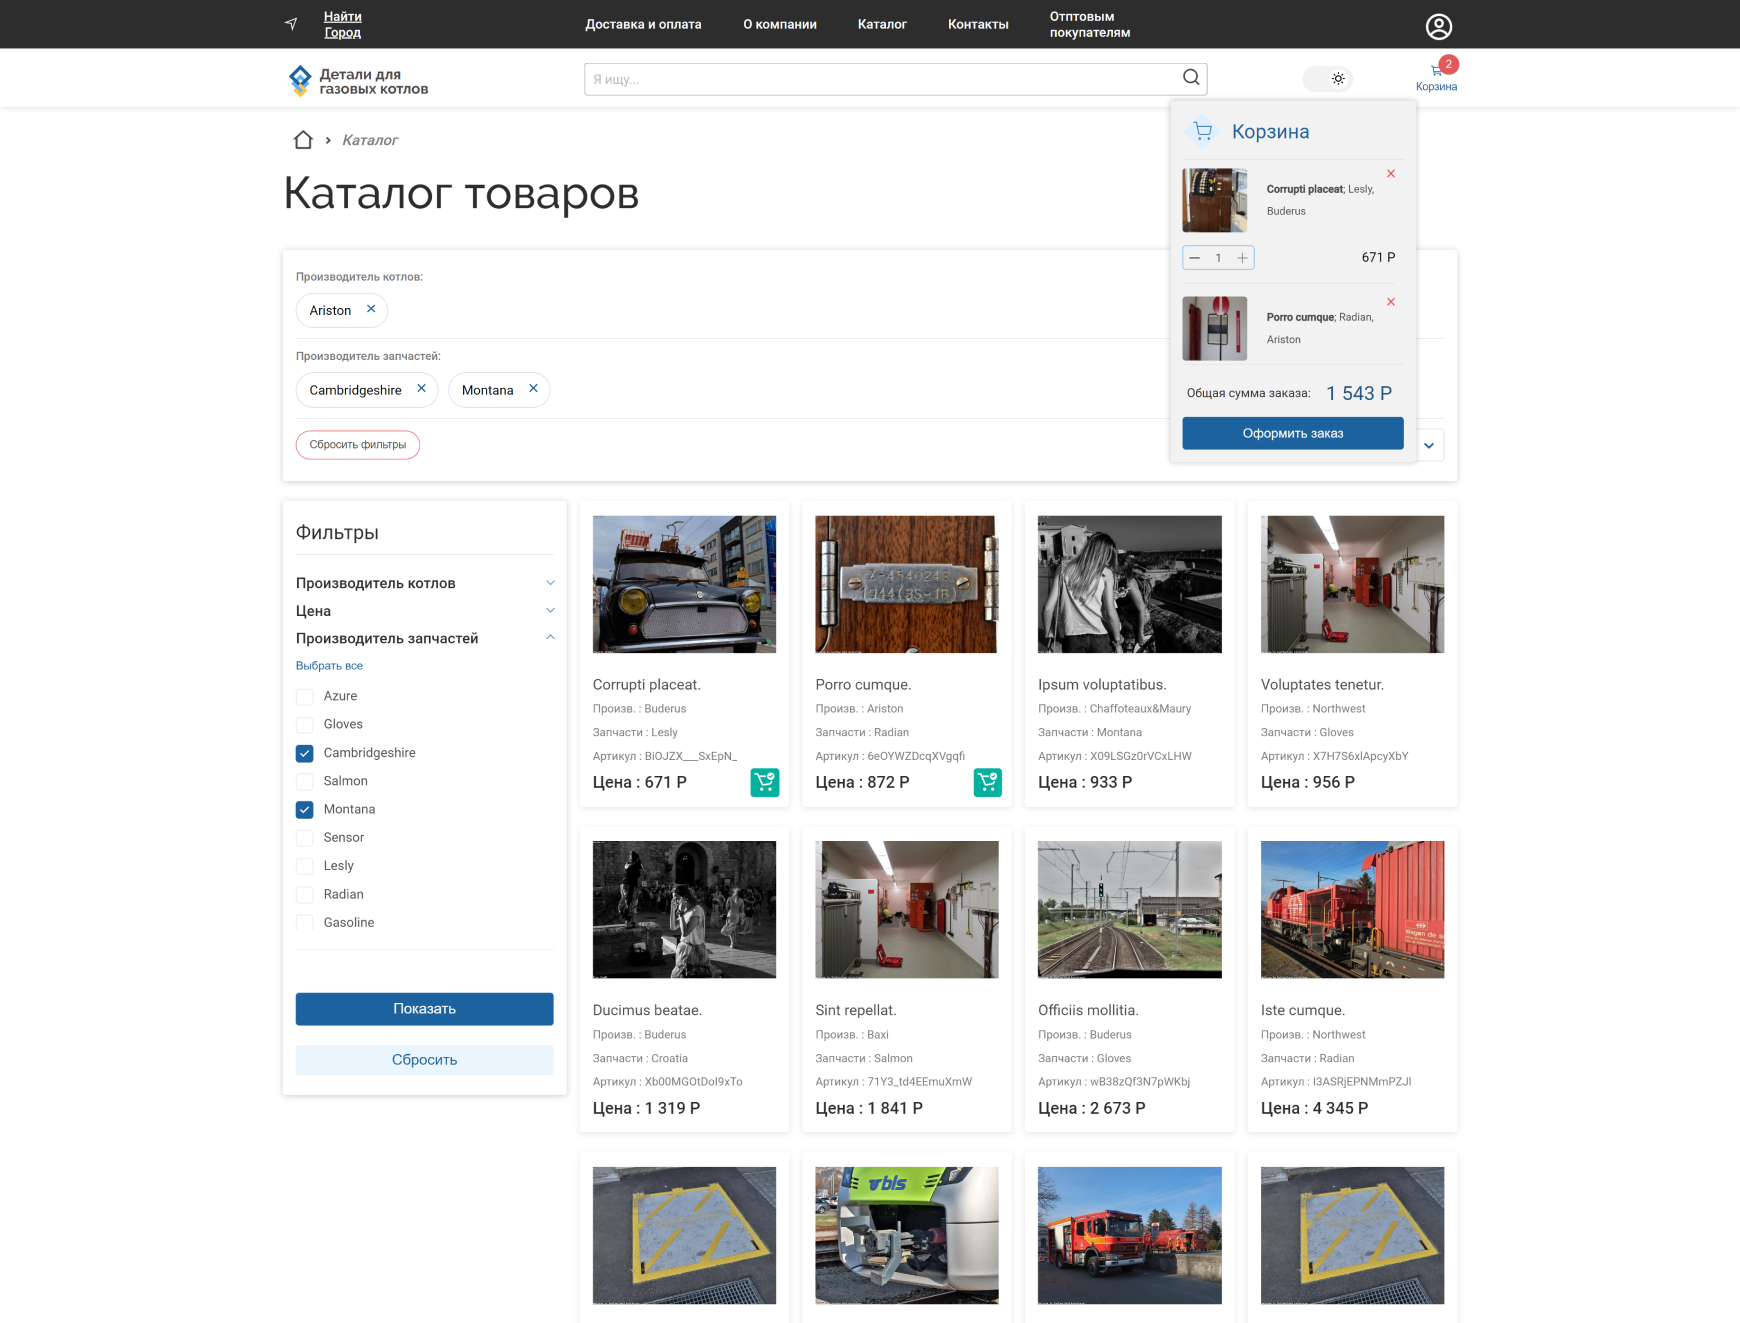 Найти
Город
Доставка и оплата
О компании
Каталог
Контакты
Отптовым
покупателям
Детали для
газовых котлов
Я ищу...
2
Корзина
Каталог
Каталог товаров
Корзина
Corrupti placeat; Lesly,
Buderus
1
671 Р
Porro cumque; Radian,
Ariston
Общая сумма заказа: 1 543 Р
Оформить заказ
Производитель котлов:
Ariston
Производитель запчастей:
Cambridgeshire
Montana
Сбросить фильтры
Фильтры
Производитель котлов
Цена
Производитель запчастей
Выбрать все
Azure
Gloves
Cambridgeshire
Salmon
Montana
Sensor
Lesly
Radian
Gasoline
Показать
Сбросить
Corrupti placeat.
Произв. : Buderus
Запчасти : Lesly
Артикул : BiOJZX___SxEpN_
Цена : 671 Р
Z-4540243
1944(BS-1B)
Porro cumque.
Произв. : Ariston
Запчасти : Radian
Артикул : 6eOYWZDcqXVgqfi
Цена : 872 Р
Ipsum voluptatibus.
Произв. : Chaffoteaux&Maury
Запчасти : Montana
Артикул : X09LSGz0rVCxLHW
Цена : 933 Р
Voluptates tenetur.
Произв. : Northwest
Запчасти : Gloves
Артикул : X7H7S6xlApcyXbY
Цена : 956 Р
Ducimus beatae.
Произв. : Buderus
Запчасти : Croatia
Артикул : Xb00MGOtDoI9xTo
Цена : 1 319 Р
Sint repellat.
Произв. : Baxi
Запчасти : Salmon
Артикул : 71Y3_td4EEmuXmW
Цена : 1 841 Р
Officiis mollitia.
Произв. : Buderus
Запчасти : Gloves
Артикул : wB38zQf3N7pWKbj
Цена : 2 673 Р
Iste cumque.
Произв. : Northwest
Запчасти : Radian
Артикул : I3ASRjEPNMmPZJI
Цена : 4 345 Р
bls